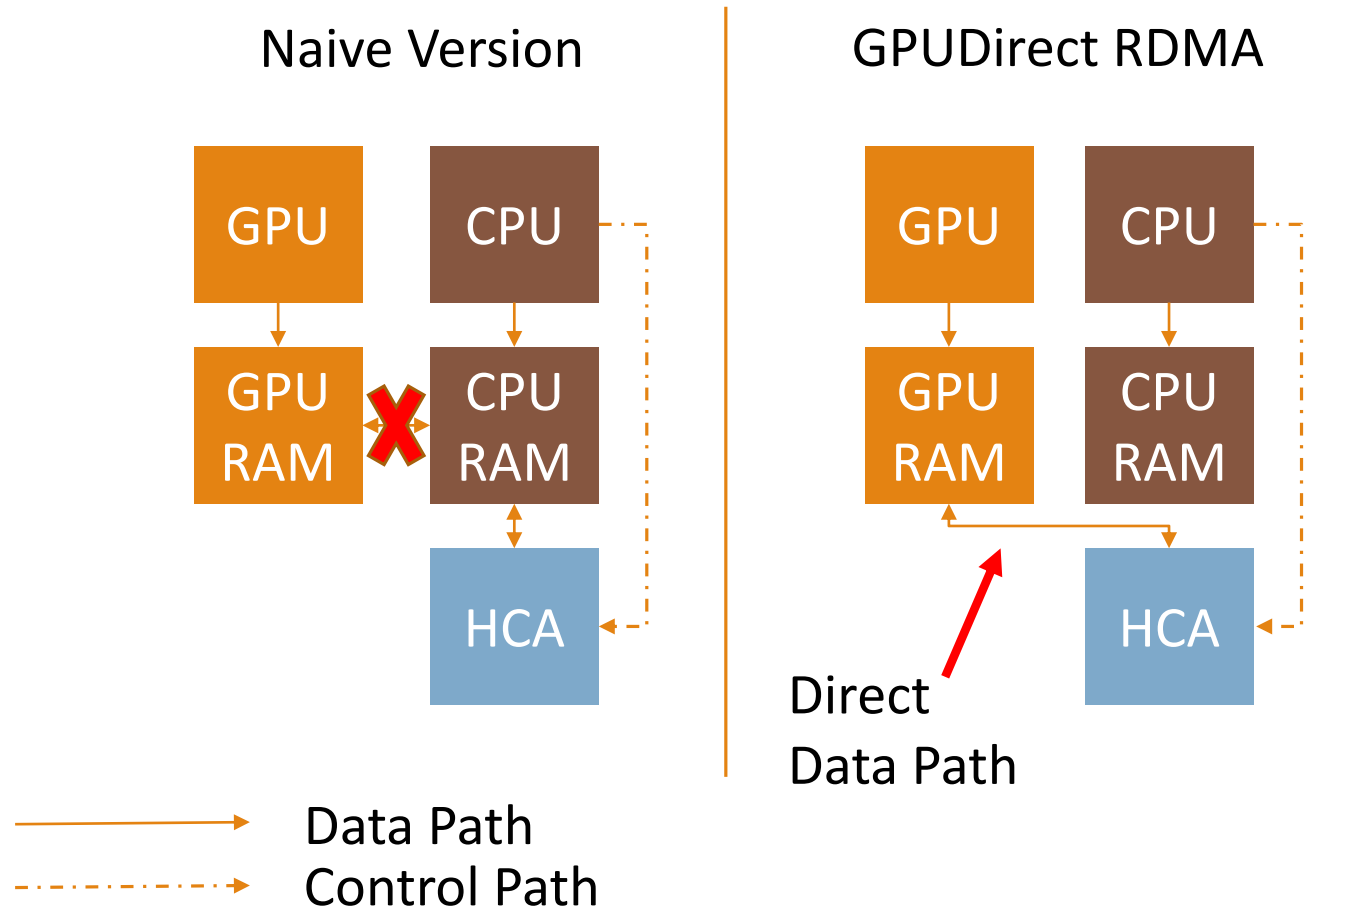 Naive Version
GPU
CPU
GPU
RAM
CPU
RAM
HCA
GPUDirect RDMA
GPU
CPU
GPU
RAM
CPU
RAM
HCA
Direct
Data Path
Data Path
Control Path